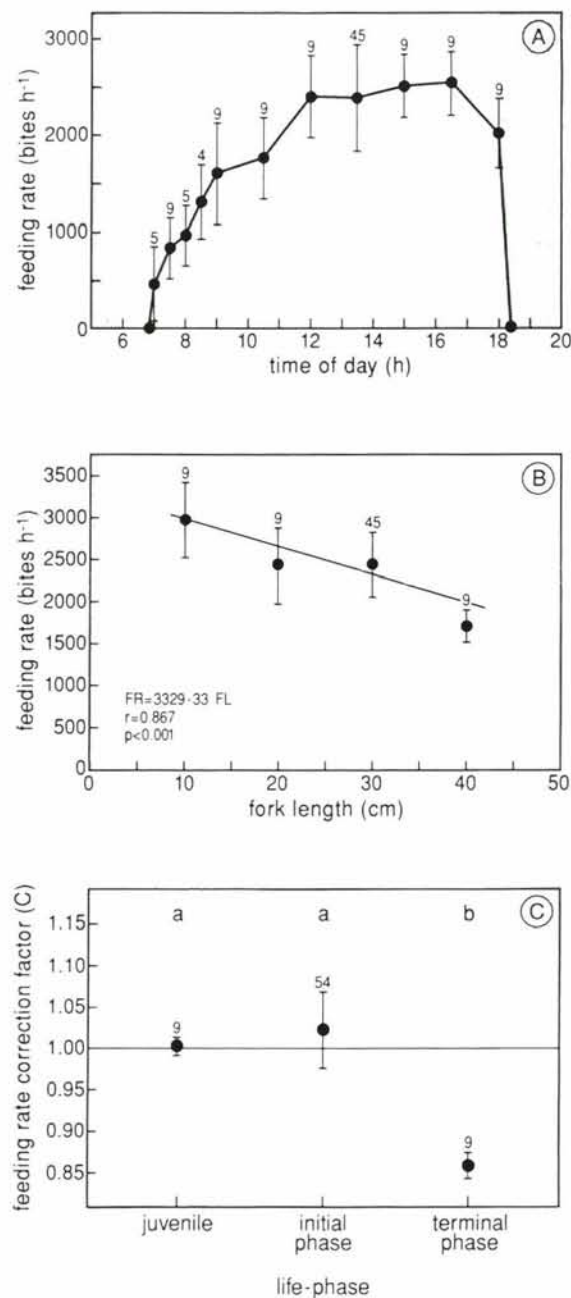 A
3000
2000
1000
0
feeding rate (bites h⁻¹)
5
9
5
4
9
9
9
45
9
9
9
6 8 10 12 14 16 18 20
time of day (h)
B
3500
3000
2500
2000
1500
1000
500
0
feeding rate (bites h⁻¹)
9
9
45
9
FR=3329-33 FL
r=0.867
p<0.001
0 10 20 30 40 50
fork length (cm)
C
1.15
1.10
1.05
1.00
0.95
0.90
0.85
feeding rate correction factor (C)
a a b
9
54
9
juvenile initial phase terminal phase
life-phase